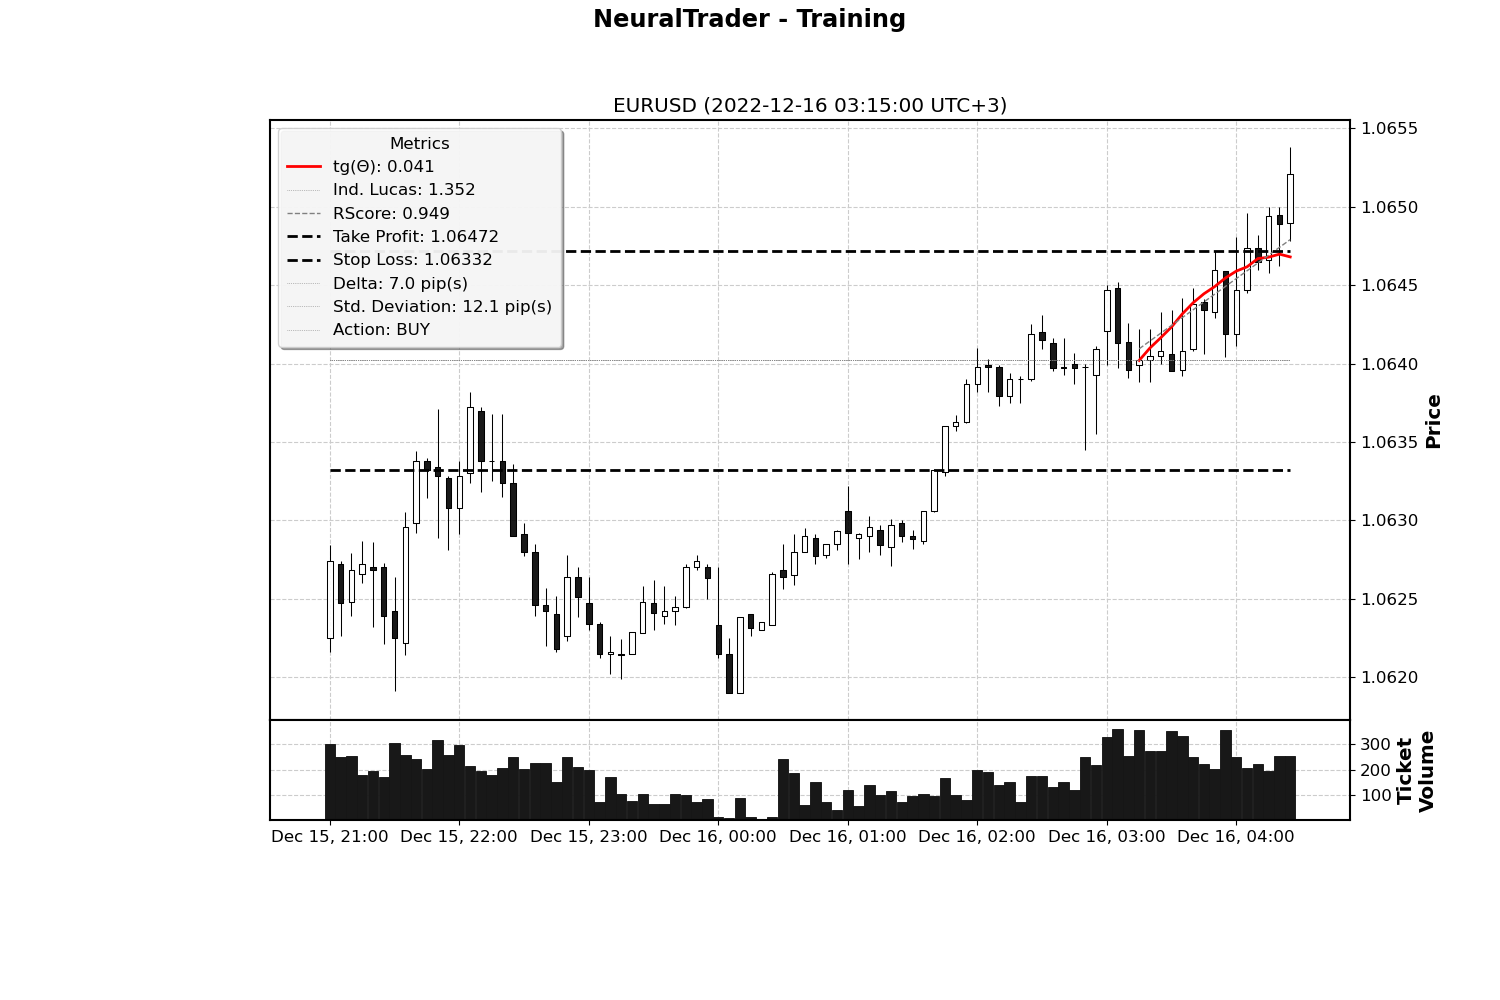 NeuralTrader - Training
EURUSD (2022-12-16 03:15:00 UTC+3)
Metrics
tg(Θ): 0.041
Ind. Lucas: 1.352
RScore: 0.949
Take Profit: 1.06472
Stop Loss: 1.06332
Delta: 7.0 pip(s)
Std. Deviation: 12.1 pip(s)
Action: BUY
1.0655
1.0650
1.0645
1.0640
1.0635
1.0630
1.0625
1.0620
Price
300
200
100
Ticket
Volume
Dec 15, 21:00 Dec 15, 22:00 Dec 15, 23:00 Dec 16, 00:00 Dec 16, 01:00 Dec 16, 02:00 Dec 16, 03:00 Dec 16, 04:00